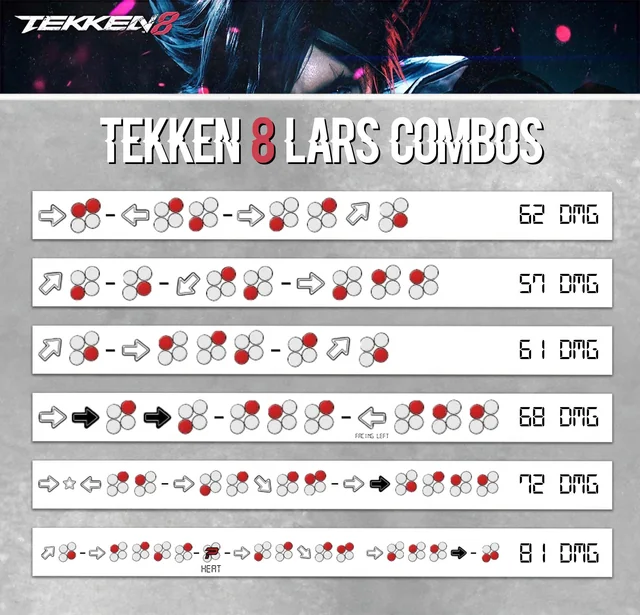 TEKKEN 8
TEKKEN 8 LARS COMBOS
62 DMG
57 DMG
61 DMG
68 DMG
FACING LEFT
72 DMG
81 DMG
HEAT